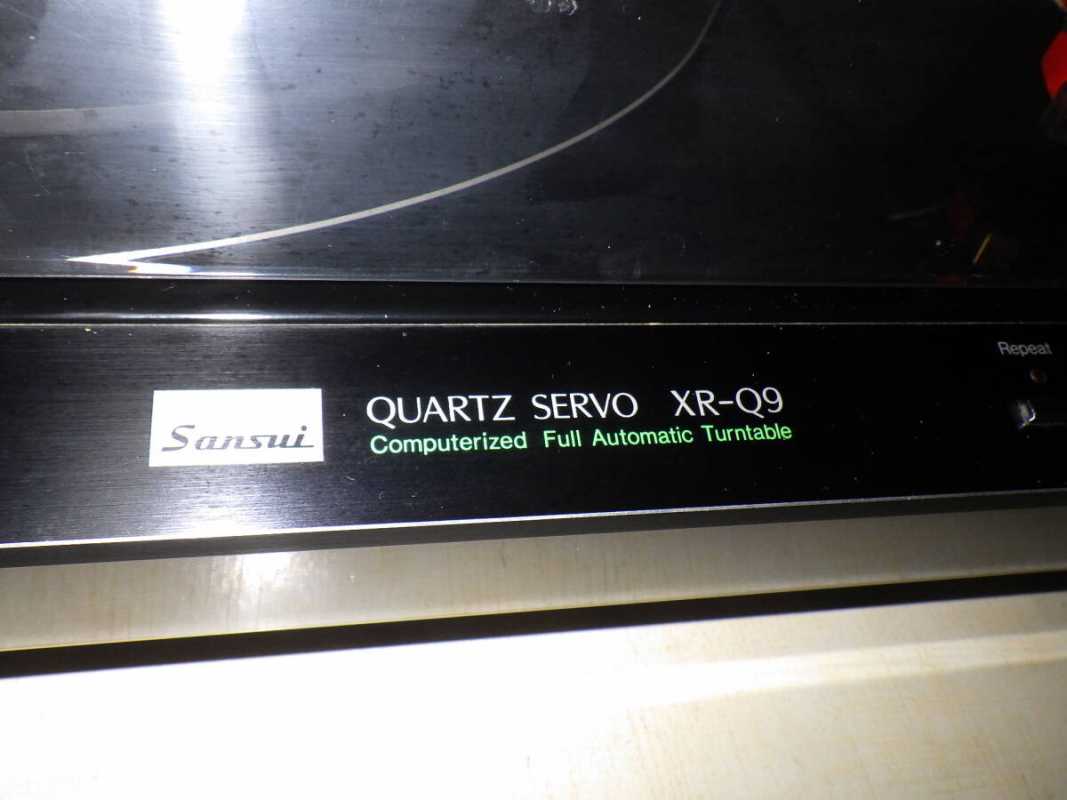 Repeat
Sansui
QUARTZ SERVO XR-Q9
Computerized Full Automatic Turntable